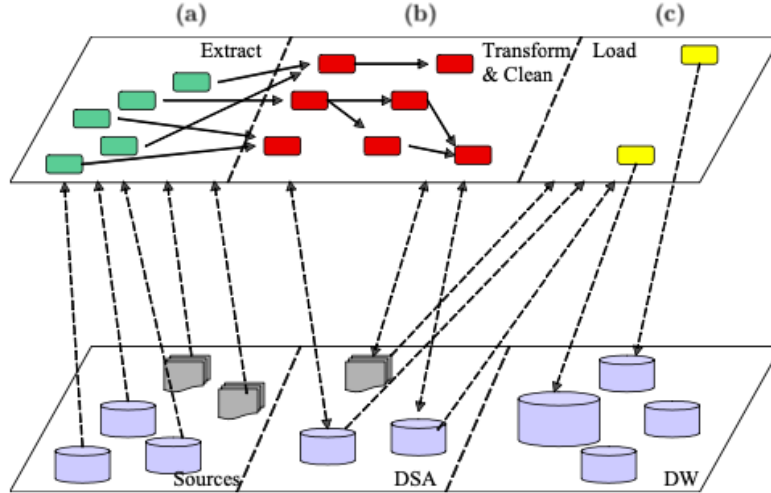 (a)
(b)
(c)
Extract
Transform
& Clean
Load
Sources
DSA
DW